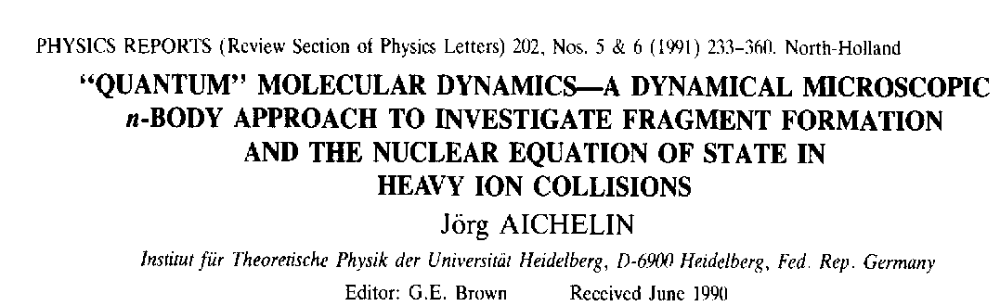 PHYSICS REPORTS (Review Section of Physics Letters) 202, Nos. 5 & 6 (1991) 233–360. North-Holland
“QUANTUM” MOLECULAR DYNAMICS—A DYNAMICAL MICROSCOPIC
n-BODY APPROACH TO INVESTIGATE FRAGMENT FORMATION
AND THE NUCLEAR EQUATION OF STATE IN
HEAVY ION COLLISIONS
Jörg AICHELIN
Institut für Theoretische Physik der Universität Heidelberg, D-6900 Heidelberg, Fed. Rep. Germany
Editor: G.E. Brown Received June 1990